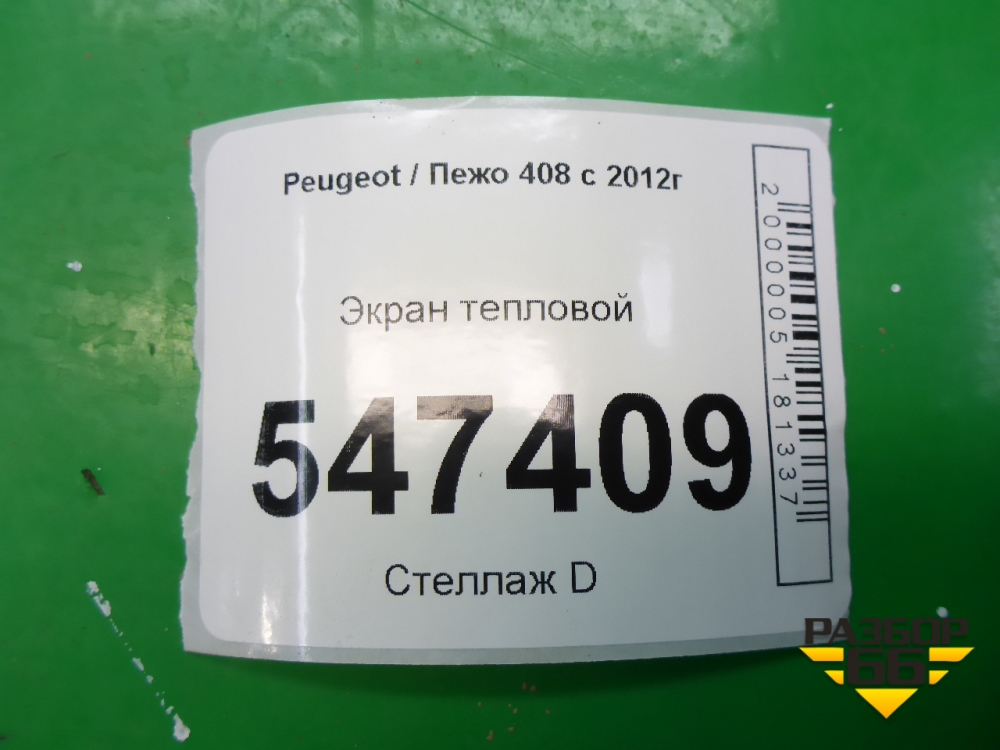 Peugeot / Пежо 408 с 2012г
Экран тепловой
547409
Стеллаж D
2000005181337
РАЗБОР
66